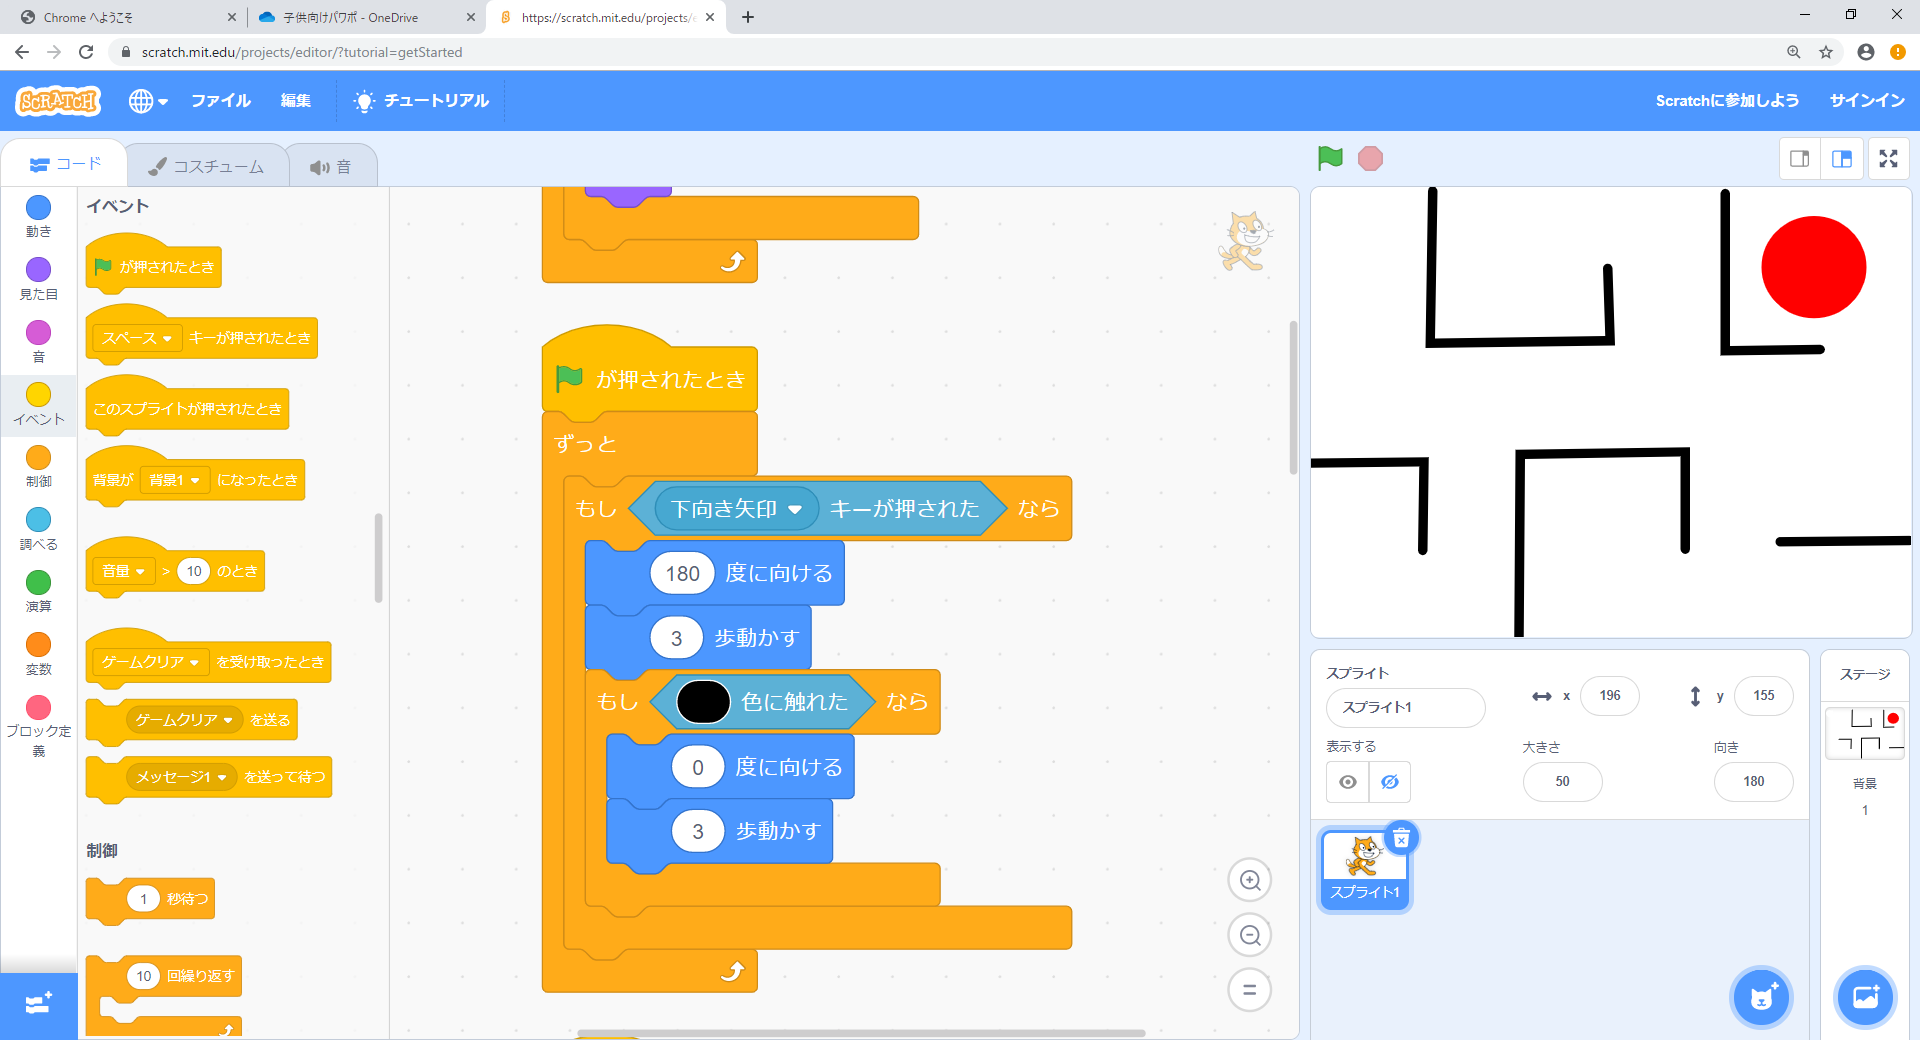 Chrome へようこそ
子供向けパワポ - OneDrive
https://scratch.mit.edu/projects/e
scratch.mit.edu/projects/editor/?tutorial=getStarted
SCRATCH
ファイル
編集
チュートリアル
Scratchに参加しよう
サインイン
コード
コスチューム
音
動き
見た目
音
イベント
制御
調べる
演算
変数
ブロック定
義
イベント
が押されたとき
スペース キーが押されたとき
このスプライトが押されたとき
背景が 背景1 になったとき
音量 > 10 のとき
ゲームクリア を受け取ったとき
ゲームクリア を送る
メッセージ1 を送って待つ
制御
1 秒待つ
10 回繰り返す
が押されたとき
ずっと
もし 下向き矢印 キーが押された なら
180 度に向ける
3 歩動かす
もし 色に触れた なら
0 度に向ける
3 歩動かす
スプライト
スプライト1
x 196
y 155
表示する
大きさ
50
向き
180
スプライト1
ステージ
背景
1